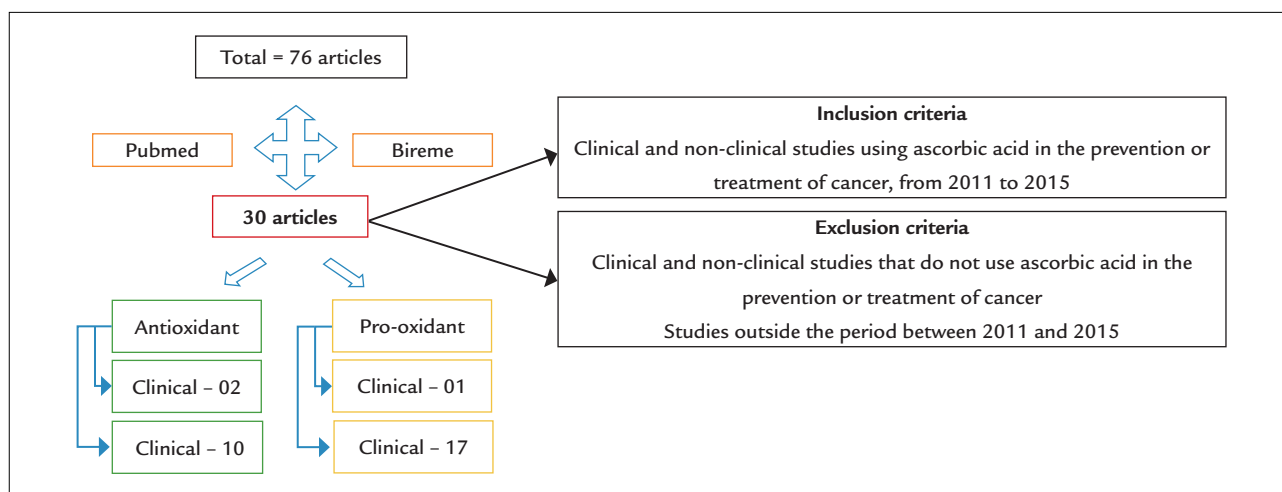 Total = 76 articles
Pubmed
Bireme
30 articles
Inclusion criteria
Clinical and non-clinical studies using ascorbic acid in the prevention or
treatment of cancer, from 2011 to 2015
Exclusion criteria
Clinical and non-clinical studies that do not use ascorbic acid in the
prevention or treatment of cancer
Studies outside the period between 2011 and 2015
Antioxidant
Clinical – 02
Clinical – 10
Pro-oxidant
Clinical – 01
Clinical – 17